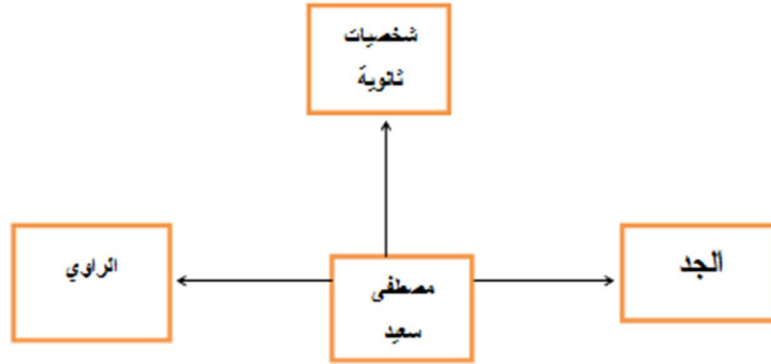 شخصيات
ثانوية
الجد
الراوي
مصطفى
سعيد